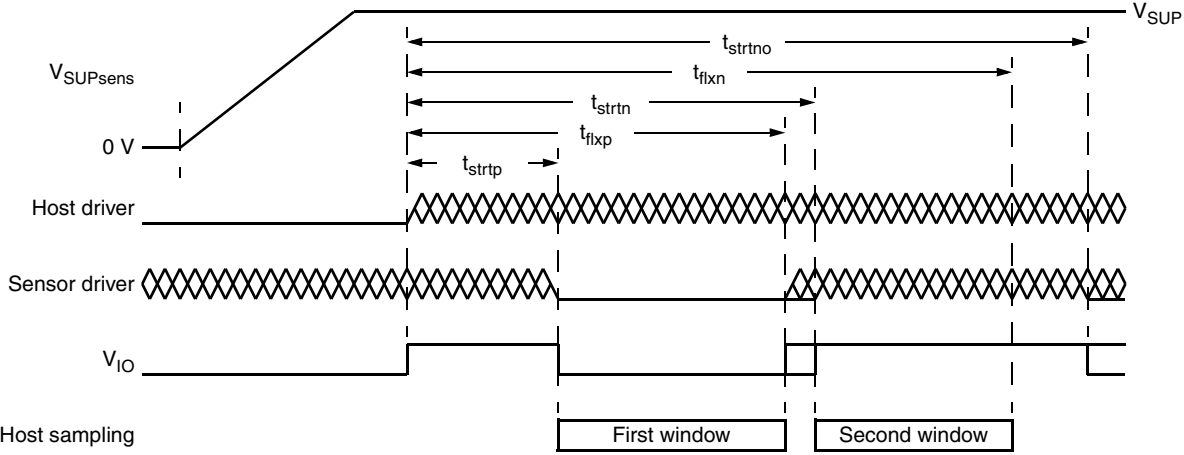 V_SUP
t_strtno
V_SUPsens
t_flxn
t_strtn
t_flxp
0 V
t_strtp
Host driver
Sensor driver
V_IO
Host sampling
First window
Second window